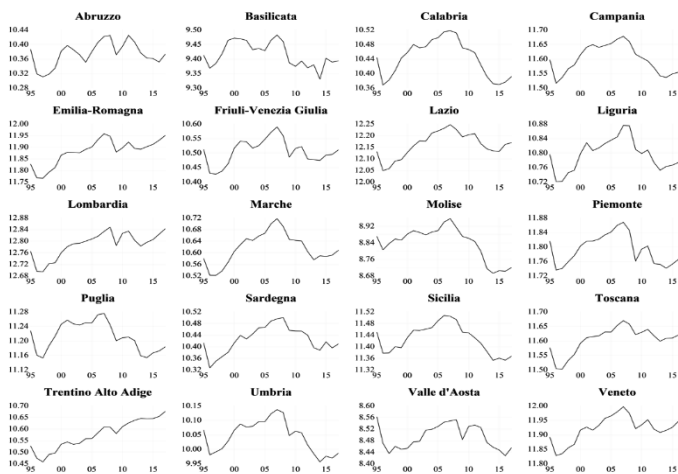 Abruzzo Basilicata Calabria Campania
10.44 9.50 10.52 11.70
10.40 9.45 11.65
10.36 9.40 10.44 11.60
10.32 9.35 11.55
10.28 9.30 10.36 11.50
95 00 05 10 15 95 00 05 10 15 95 00 05 10 15 95 00 05 10 15
Emilia-Romagna Friuli-Venezia Giulia Lazio Liguria
12.00 10.60 12.25 10.88
11.95 10.55 12.20
11.90 10.50 12.15 10.80
11.85 12.10
11.80 10.45 12.05
11.75 10.40 12.00 10.72
95 00 05 10 15 95 00 05 10 15 95 00 05 10 15 95 00 05 10 15
Lombardia Marche Molise Piemonte
12.88 10.72 11.88
12.84 10.68 8.92 11.84
12.80 10.64 8.84
12.76 10.60 11.80
12.72 10.56 8.76 11.76
12.68 10.52 8.68 11.72
95 00 05 10 15 95 00 05 10 15 95 00 05 10 15 95 00 05 10 15
Puglia Sardegna Sicilia Toscana
11.28 10.52 11.52 11.70
11.24 10.48 11.48 11.65
11.20 10.44 11.44 11.60
11.16 10.40 11.40 11.55
11.12 10.36 11.36 11.50
10.32 11.32
95 00 05 10 15 95 00 05 10 15 95 00 05 10 15 95 00 05 10 15
Trentino Alto Adige Umbria Valle d'Aosta Veneto
10.70 10.15 8.60 12.00
10.65 10.10 8.56 11.95
10.60 10.05 8.52 11.90
10.55 10.00 8.48 11.85
10.50 8.44
10.45 9.95 8.40 11.80
95 00 05 10 15 95 00 05 10 15 95 00 05 10 15 95 00 05 10 15